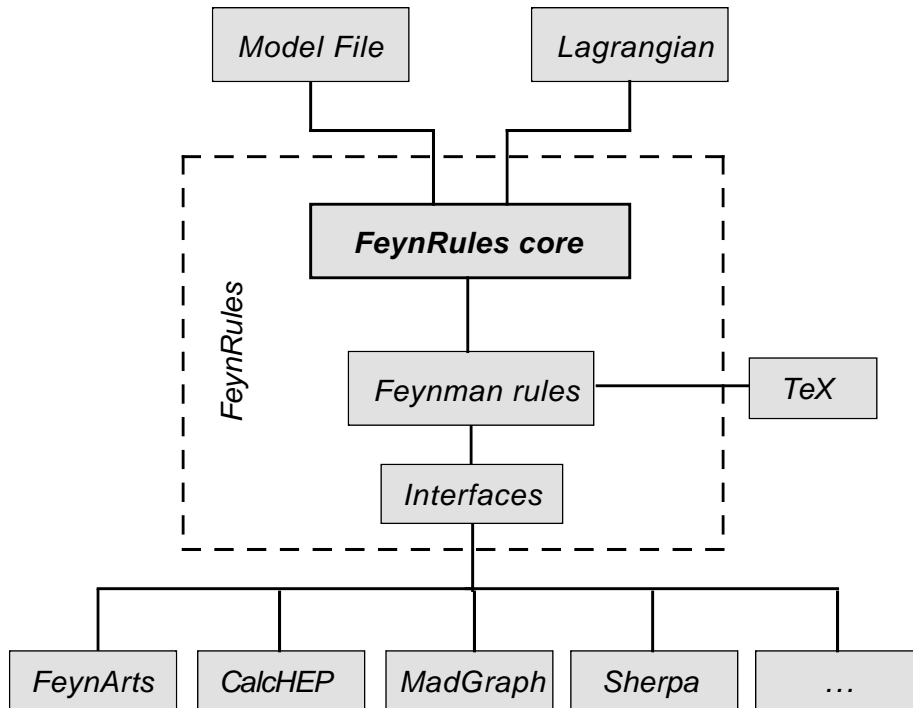 Model File
Lagrangian
FeynRules core
FeynRules
Feynman rules
TeX
Interfaces
FeynArts
CalcHEP
MadGraph
Sherpa
...